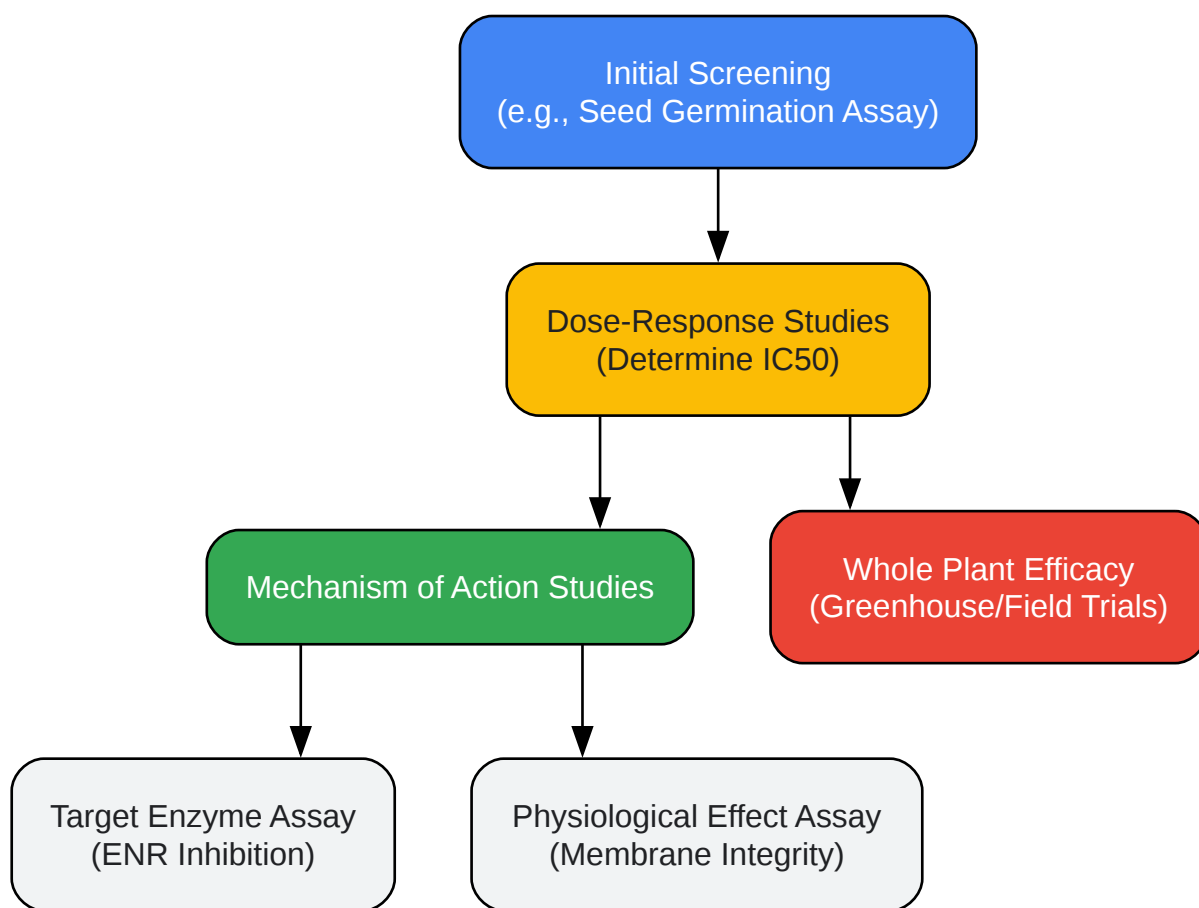 Initial Screening
(e.g., Seed Germination Assay)
Dose-Response Studies
(Determine IC50)
Mechanism of Action Studies
Whole Plant Efficacy
(Greenhouse/Field Trials)
Target Enzyme Assay
(ENR Inhibition)
Physiological Effect Assay
(Membrane Integrity)